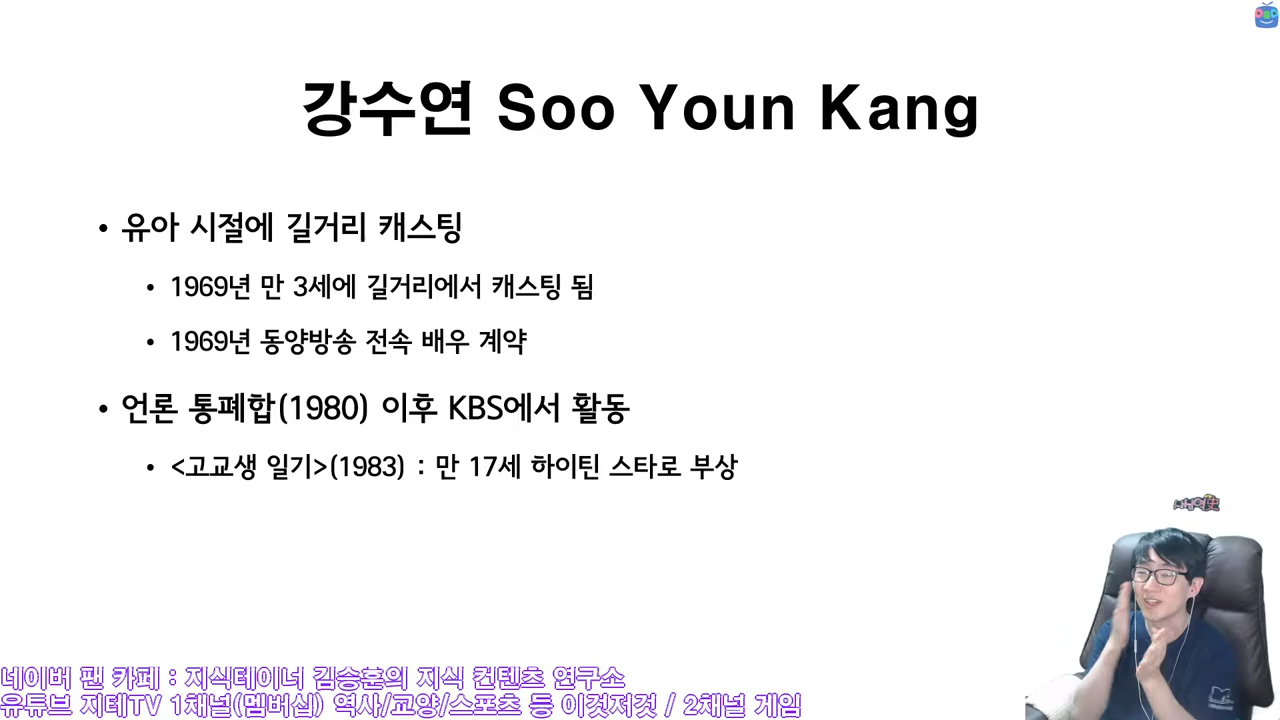 강수연 Soo Youn Kang
• 유아 시절에 길거리 캐스팅
• 1969년 만 3세에 길거리에서 캐스팅 됨
• 1969년 동양방송 전속 배우 계약
• 언론 통폐합(1980) 이후 KBS에서 활동
• <고교생 일기>(1983) : 만 17세 하이틴 스타로 부상
네이버 팬 카페 : 지식테이너 김승훈의 지식 컨텐츠 연구소
유튜브 지테TV 1채널(멤버십) 역사/교양/스포츠 등 이것저것 / 2채널 게임